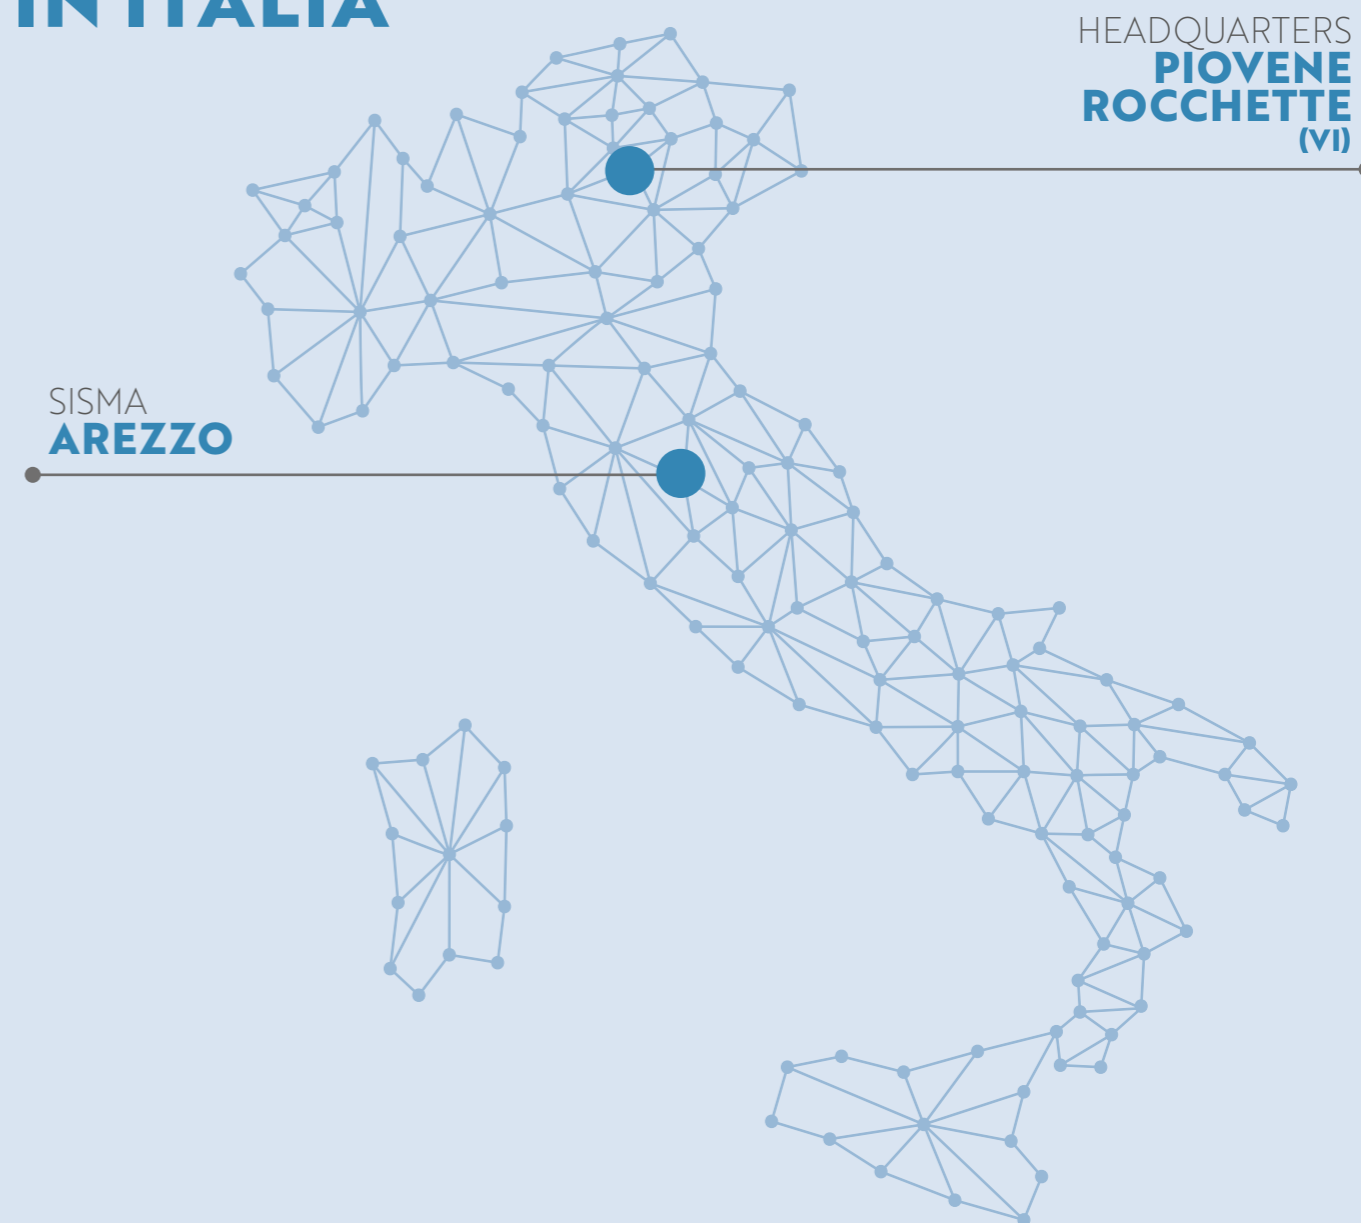 IN ITALIA
HEADQUARTERS
PIOVENE
ROCCHETTE
(VI)
SISMA
AREZZO